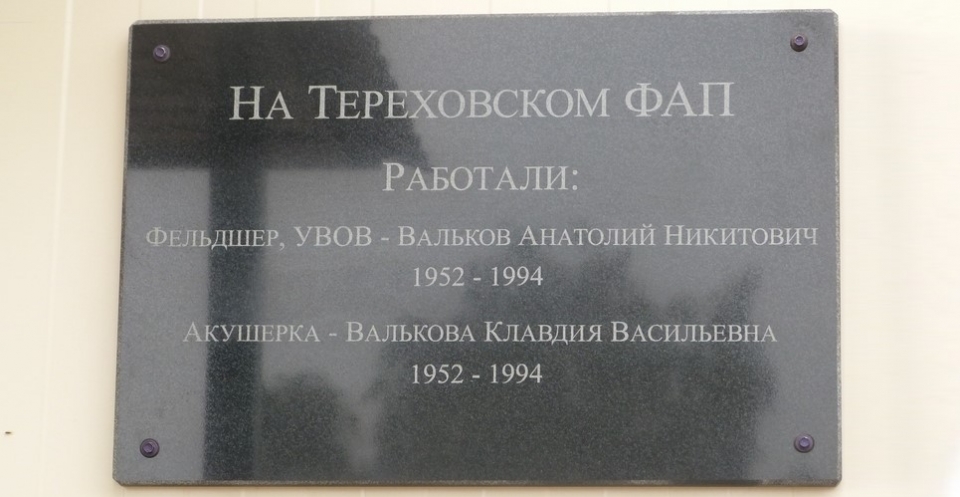 На Тереховском ФАП
Работали:
Фельдшер, УВОВ - Вальков Анатолий Никитович
1952 - 1994
Акушерка - Валькова Клавдия Васильевна
1952 - 1994